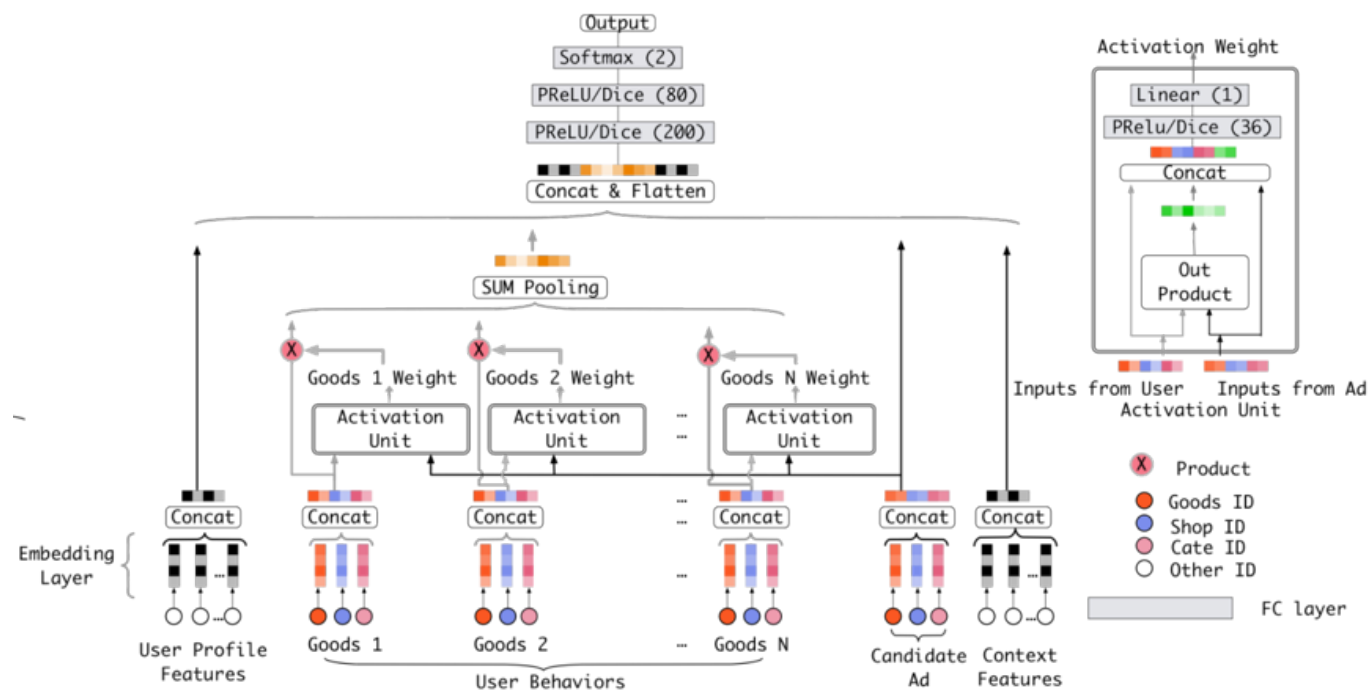 Output
Softmax (2)
PReLU/Dice (80)
PReLU/Dice (200)
Concat & Flatten
SUM Pooling
X
X
X
Goods 1 Weight
Goods 2 Weight
Goods N Weight
Activation
Unit
Activation
Unit
...
...
Activation
Unit
Concat
Concat
Concat
...
...
Concat
Concat
Concat
Embedding
Layer
...
...
...
User Profile
Features
Goods 1
Goods 2
...
Goods N
User Behaviors
Candidate
Ad
Context
Features
Activation Weight
Linear (1)
PRelu/Dice (36)
Concat
Out
Product
Inputs from User
Inputs from Ad
Activation Unit
X
Product
Goods ID
Shop ID
Cate ID
Other ID
FC layer